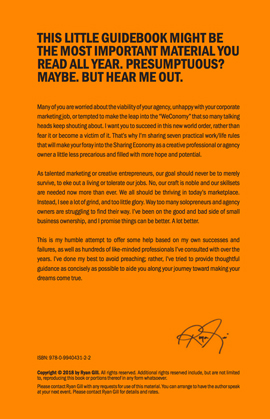 THIS LITTLE GUIDEBOOK MIGHT BE
THE MOST IMPORTANT MATERIAL YOU
READ ALL YEAR. PRESUMPTUOUS?
MAYBE. BUT HEAR ME OUT.
Many of you are worried about the viability of your agency, unhappy with your corporate
marketing job, or tempted to make the leap into the "WeConomy" that so many talking
heads keep shouting about. I want you to succeed in this new world order, rather than
fear it or become a victim of it. That's why I'm sharing seven practical work/life rules
that will make your foray into the Sharing Economy as a creative professional or agency
owner a little less precarious and filled with more hope and potential.
As talented marketing or creative entrepreneurs, our goal should never be to merely
survive, to eke out a living or tolerate our jobs. No, our craft is noble and our skillsets
are needed now more than ever. We all should be thriving in today's marketplace.
Instead, I see a lot of grind, and too little glory. Way too many solopreneurs and agency
owners are struggling to find their way. I've been on the good and bad side of small
business ownership, and I promise things can be better. A lot better.
This is my humble attempt to offer some help based on my own successes and
failures, as well as hundreds of like-minded professionals I've consulted with over the
years. I've done my best to avoid preaching; rather, I've tried to provide thoughtful
guidance as concisely as possible to aide you along your journey toward making your
dreams come true.
ISBN: 978-0-9940431-2-2
Copyright © 2018 by Ryan Gill. All rights reserved. Additional rights reserved include, but are not limited
to, reproducing this book or portions thereof in any form whatsoever.
Please contact Ryan Gill with any requests for use of this material. You can arrange to have the author speak
at your next event. Please contact Ryan Gill for details and rates.